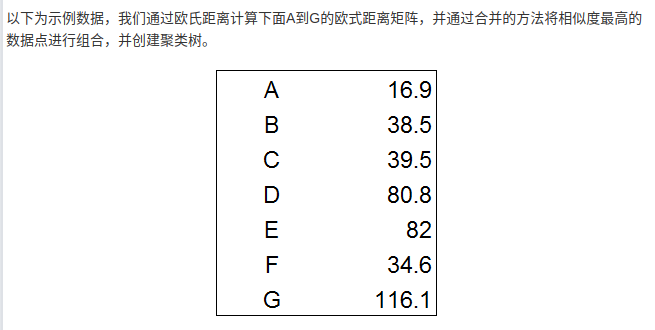 以下为示例数据，我们通过欧氏距离计算下面A到G的欧式距离矩阵，并通过合并的方法将相似度最高的
数据点进行组合，并创建聚类树。
A 16.9
B 38.5
C 39.5
D 80.8
E 82
F 34.6
G 116.1